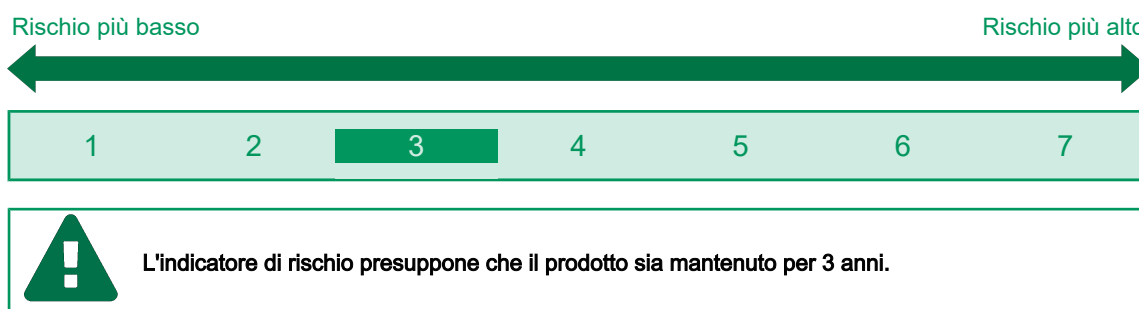 Rischio più basso Rischio più alto
1 2 3 4 5 6 7
L'indicatore di rischio presuppone che il prodotto sia mantenuto per 3 anni.